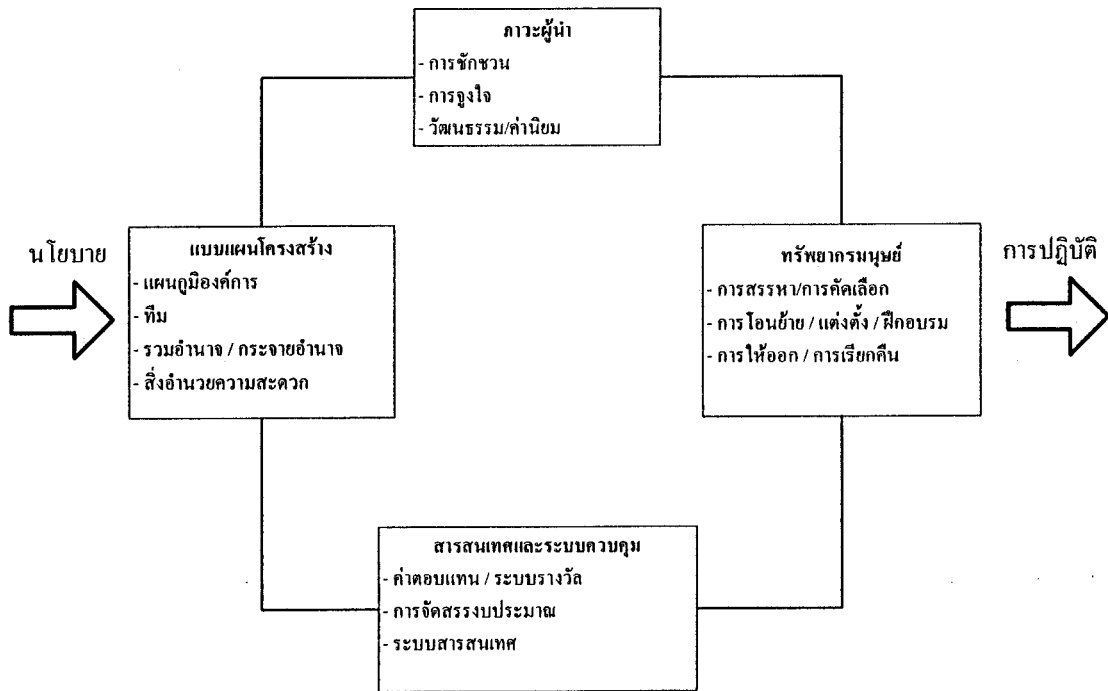 ภาวะผู้นำ
- การชักชวน
- การจูงใจ
- วัฒนธรรม/ค่านิยม
นโยบาย
แบบแผนโครงสร้าง
- แผนภูมิองค์การ
- ทีม
- รวมอำนาจ / กระจายอำนาจ
- สิ่งอำนวยความสะดวก
ทรัพยากรมนุษย์
- การสรรหา/การคัดเลือก
- การโอนย้าย / แต่งตั้ง / ฝึกอบรม
- การให้ออก / การเรียกคืน
การปฏิบัติ
สารสนเทศและระบบควบคุม
- ค่าตอบแทน / ระบบรางวัล
- การจัดสรรงบประมาณ
- ระบบสารสนเทศ